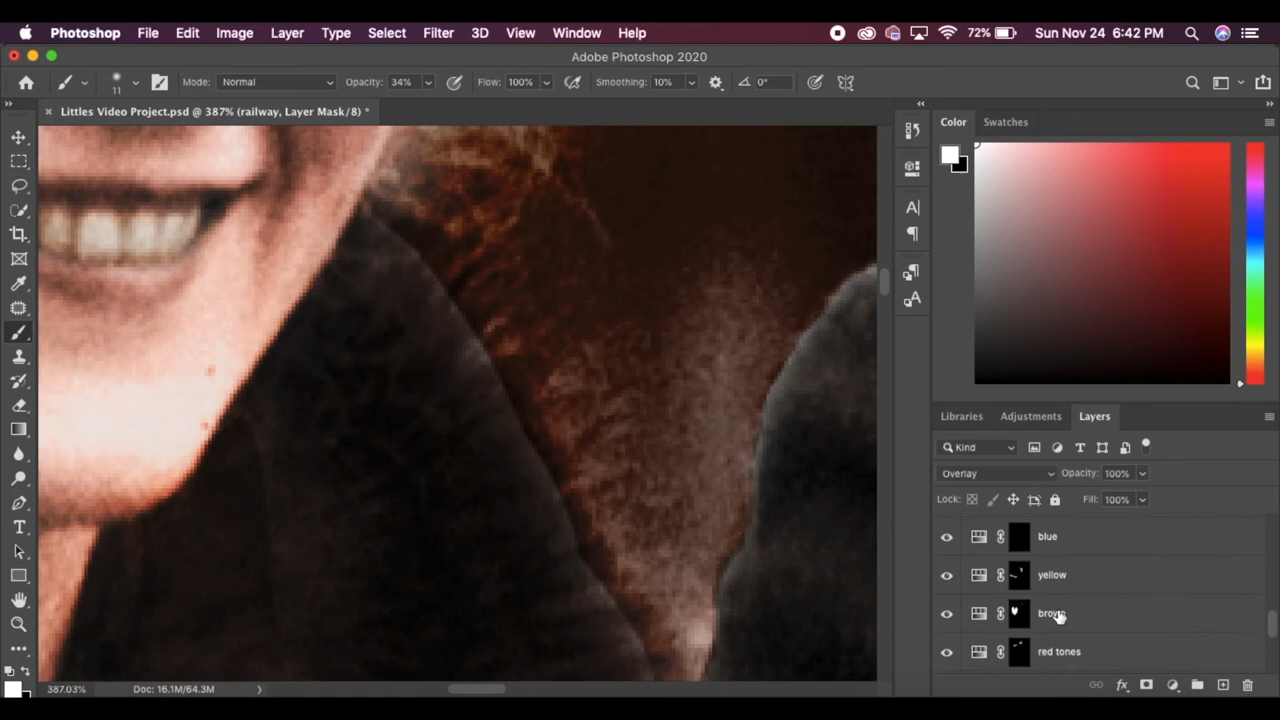 Photoshop File Edit Image Layer Type Select Filter 3D View Window Help 72% Sun Nov 24 6:42 PM
Adobe Photoshop 2020
11 Mode: Normal Opacity: 34% Flow: 100% Smoothing: 10% 0°
Littles Video Project.psd @ 387% (railway, Layer Mask/8) *
Color Swatches
Libraries Adjustments Layers
Kind
Overlay Opacity: 100%
Lock: Fill: 100%
blue
yellow
brown
red tones
387.03% Doc: 16.1M/64.3M